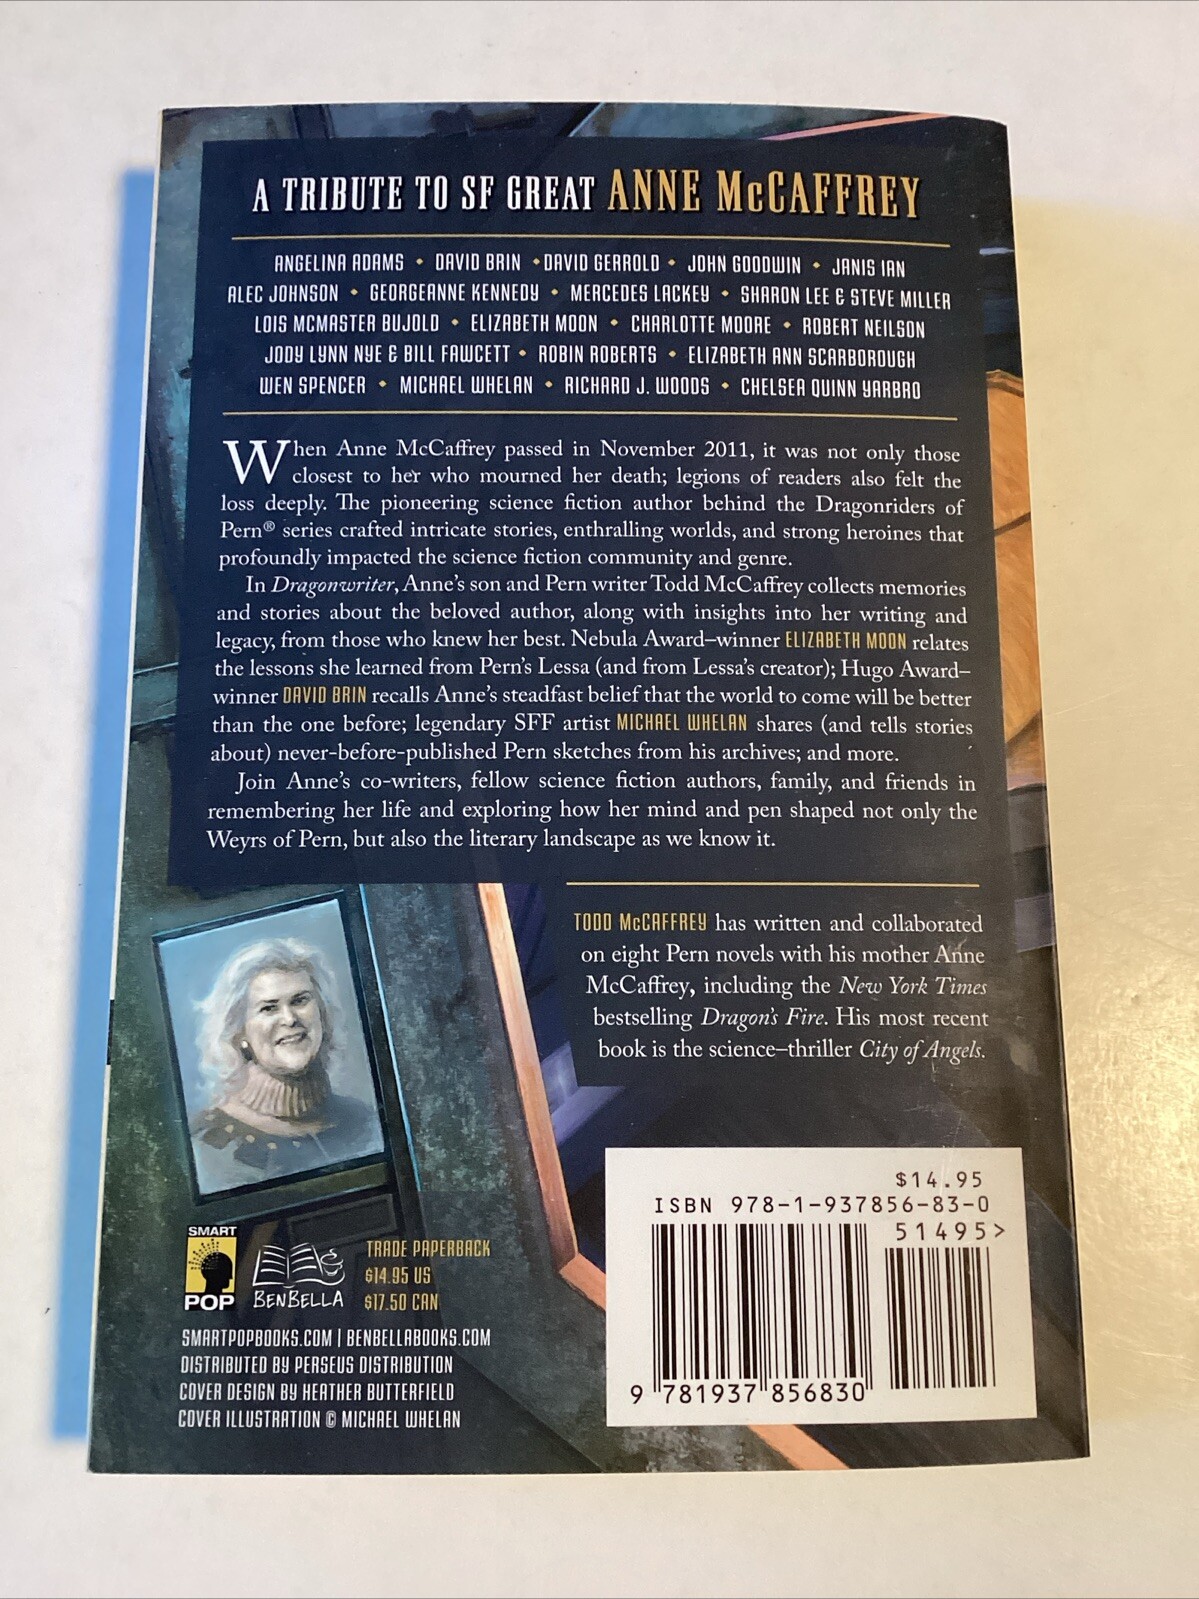 A TRIBUTE TO SF GREAT ANNE McCAFFREY
ANGELINA ADAMS • DAVID BRIN • DAVID GERROLD • JOHN GOODWIN • JANIS IAN
ALEC JOHNSON • GEORGEANNE KENNEDY • MERCEDES LACKEY • SHARON LEE & STEVE MILLER
LOIS MCMASTER BUJOLD • ELIZABETH MOON • CHARLOTTE MOORE • ROBERT NEILSON
JODY LYNN NYE & BILL FAWCETT • ROBIN ROBERTS • ELIZABETH ANN SCARBOROUGH
WEN SPENCER • MICHAEL WHELAN • RICHARD J. WOODS • CHELSEA QUINN YARBRO
When Anne McCaffrey passed in November 2011, it was not only those
closest to her who mourned her death; legions of readers also felt the
loss deeply. The pioneering science fiction author behind the Dragonriders of
Pern® series crafted intricate stories, enthralling worlds, and strong heroines that
profoundly impacted the science fiction community and genre.
In Dragonwriter, Anne's son and Pern writer Todd McCaffrey collects memories
and stories about the beloved author, along with insights into her writing and
legacy, from those who knew her best. Nebula Award–winner ELIZABETH MOON relates
the lessons she learned from Pern's Lessa (and from Lessa's creator); Hugo Award–
winner DAVID BRIN recalls Anne's steadfast belief that the world to come will be better
than the one before; legendary SFF artist MICHAEL WHELAN shares (and tells stories
about) never-before-published Pern sketches from his archives; and more.
Join Anne's co-writers, fellow science fiction authors, family, and friends in
remembering her life and exploring how her mind and pen shaped not only the
Weyrs of Pern, but also the literary landscape as we know it.
TODD McCAFFREY has written and collaborated
on eight Pern novels with his mother Anne
McCaffrey, including the New York Times
bestselling Dragon's Fire. His most recent
book is the science–thriller City of Angels.
SMART
POP
BENBELLA
TRADE PAPERBACK
$14.95 US
$17.50 CAN
SMARTPOPBOOKS.COM | BENBELLABOOKS.COM
DISTRIBUTED BY PERSEUS DISTRIBUTION
COVER DESIGN BY HEATHER BUTTERFIELD
COVER ILLUSTRATION © MICHAEL WHELAN
$14.95
ISBN 978-1-937856-83-0
51495>
9 781937 856830